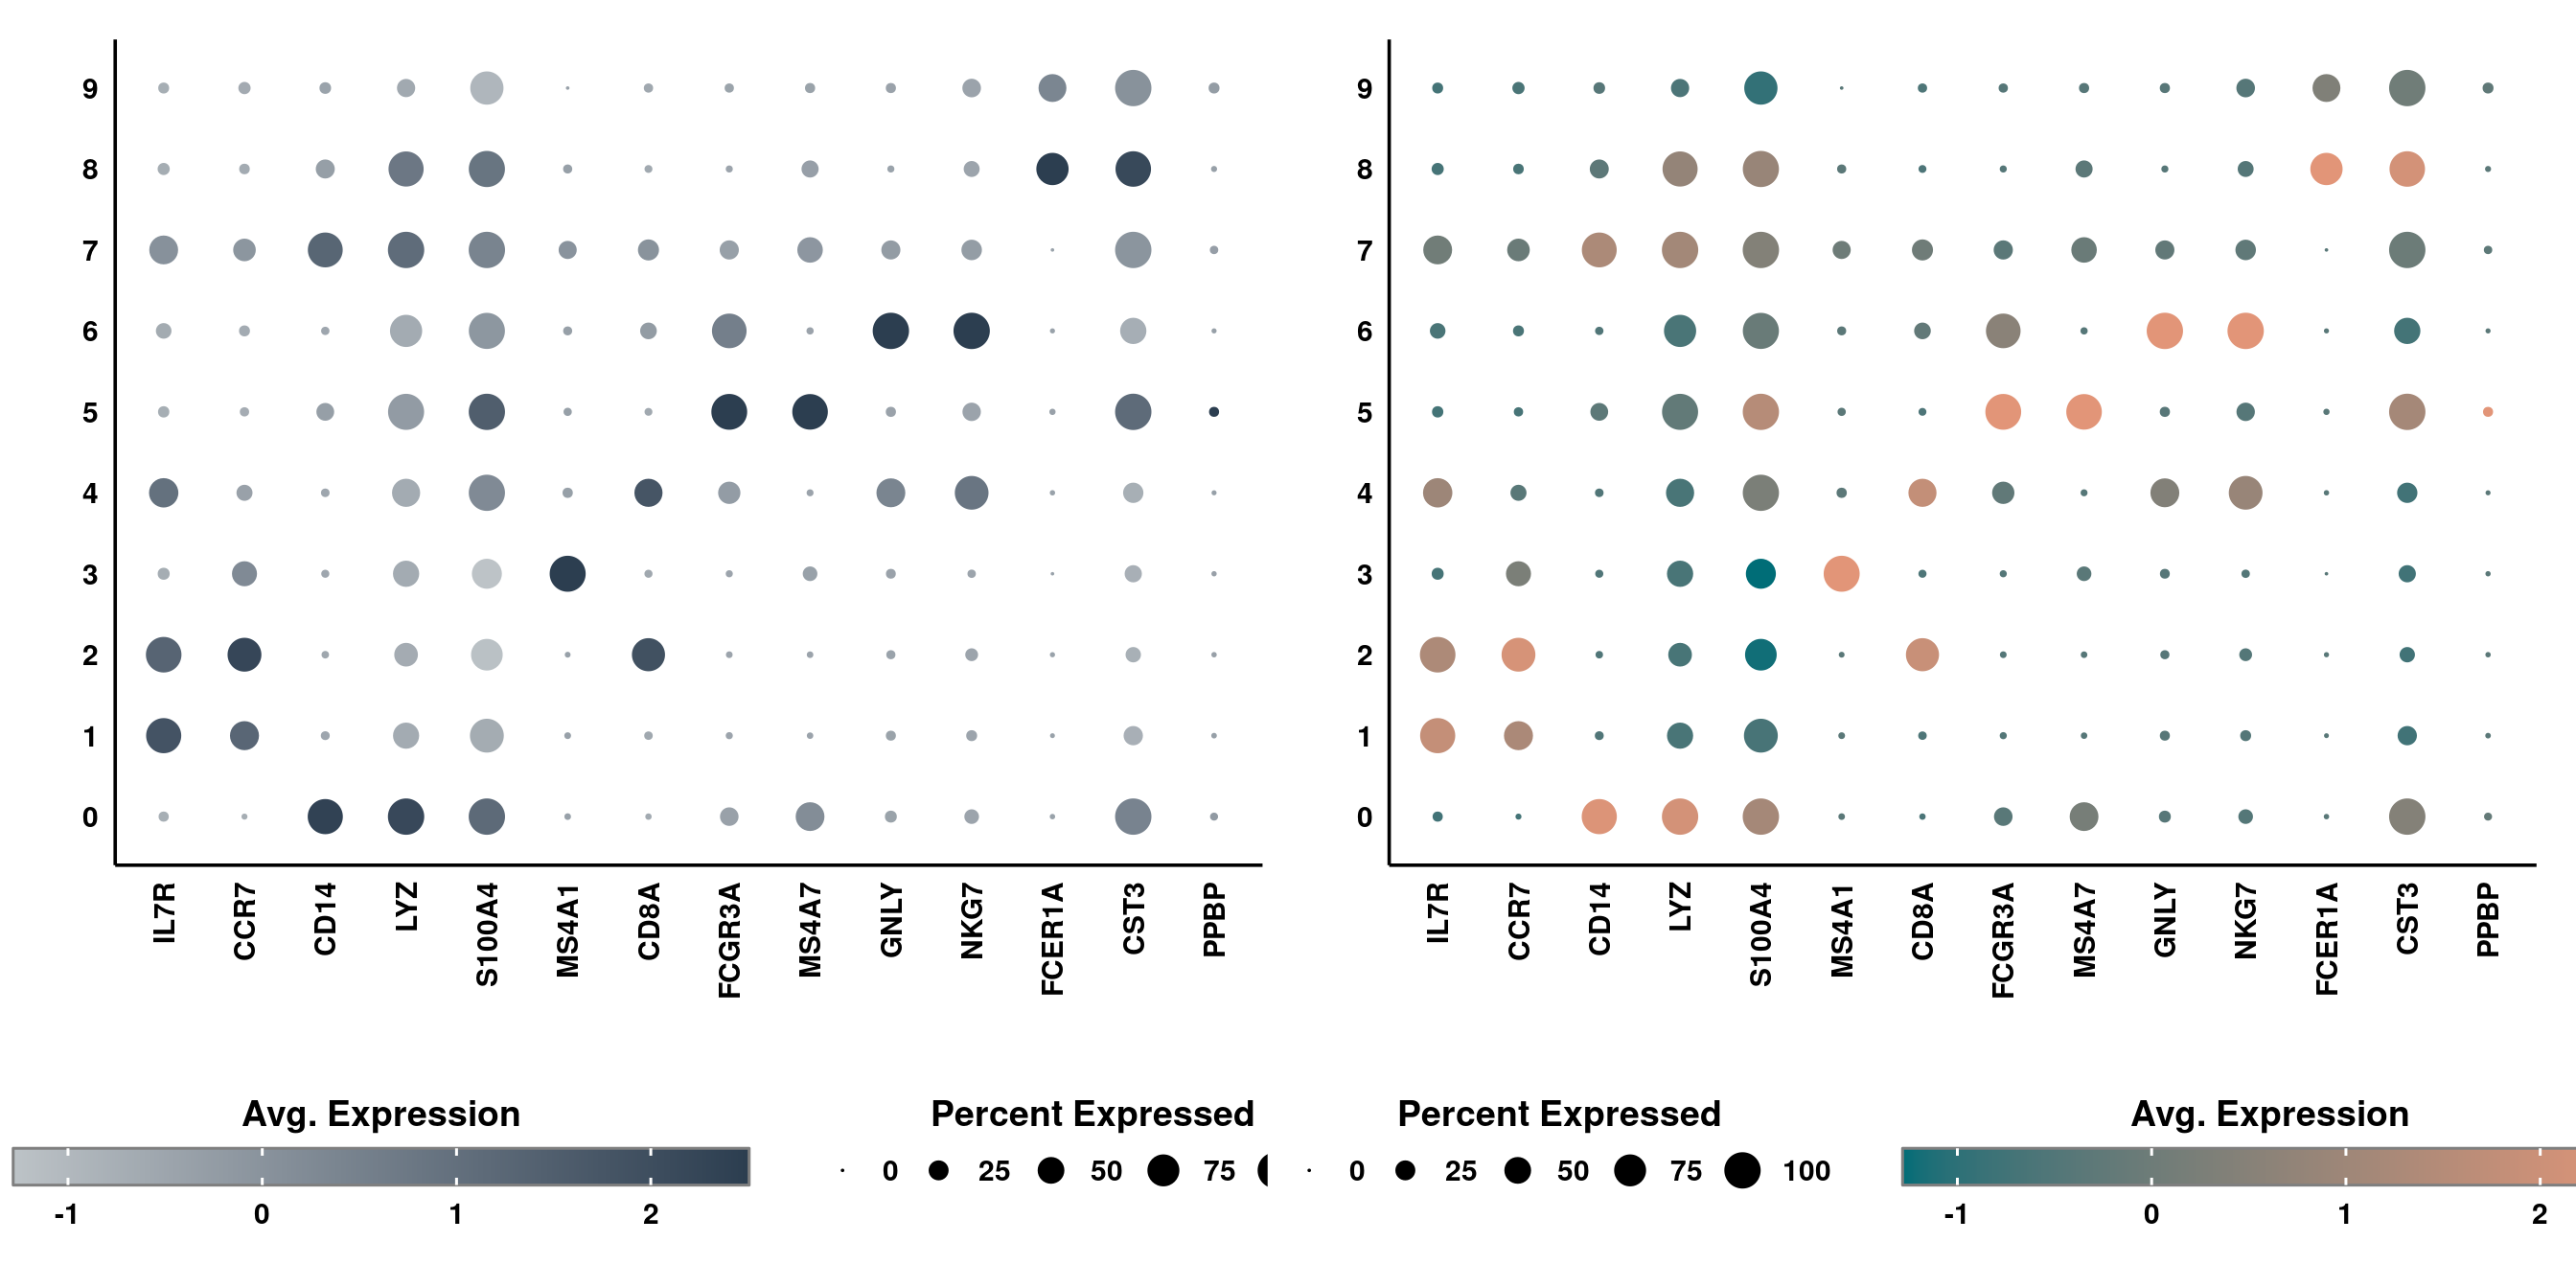 9
8
7
6
5
4
3
2
1
0
IL7R
CCR7
CD14
LYZ
S100A4
MS4A1
CD8A
FCGR3A
MS4A7
GNLY
NKG7
FCER1A
CST3
PPBP
Avg. Expression
-1 0 1 2
Percent Expressed
0 25 50 75
9
8
7
6
5
4
3
2
1
0
IL7R
CCR7
CD14
LYZ
S100A4
MS4A1
CD8A
FCGR3A
MS4A7
GNLY
NKG7
FCER1A
CST3
PPBP
Percent Expressed
0 25 50 75 100
Avg. Expression
-1 0 1 2